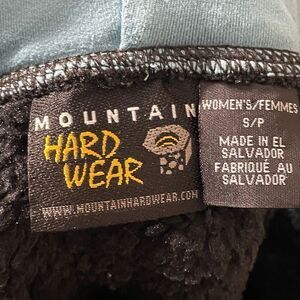 MOUNTAIN
HARD
WEAR
WWW.MOUNTAINHARDWEAR.COM
WOMEN'S/FEMMES
S/P
MADE IN EL
SALVADOR
FABRIQUÉ AU
SALVADOR